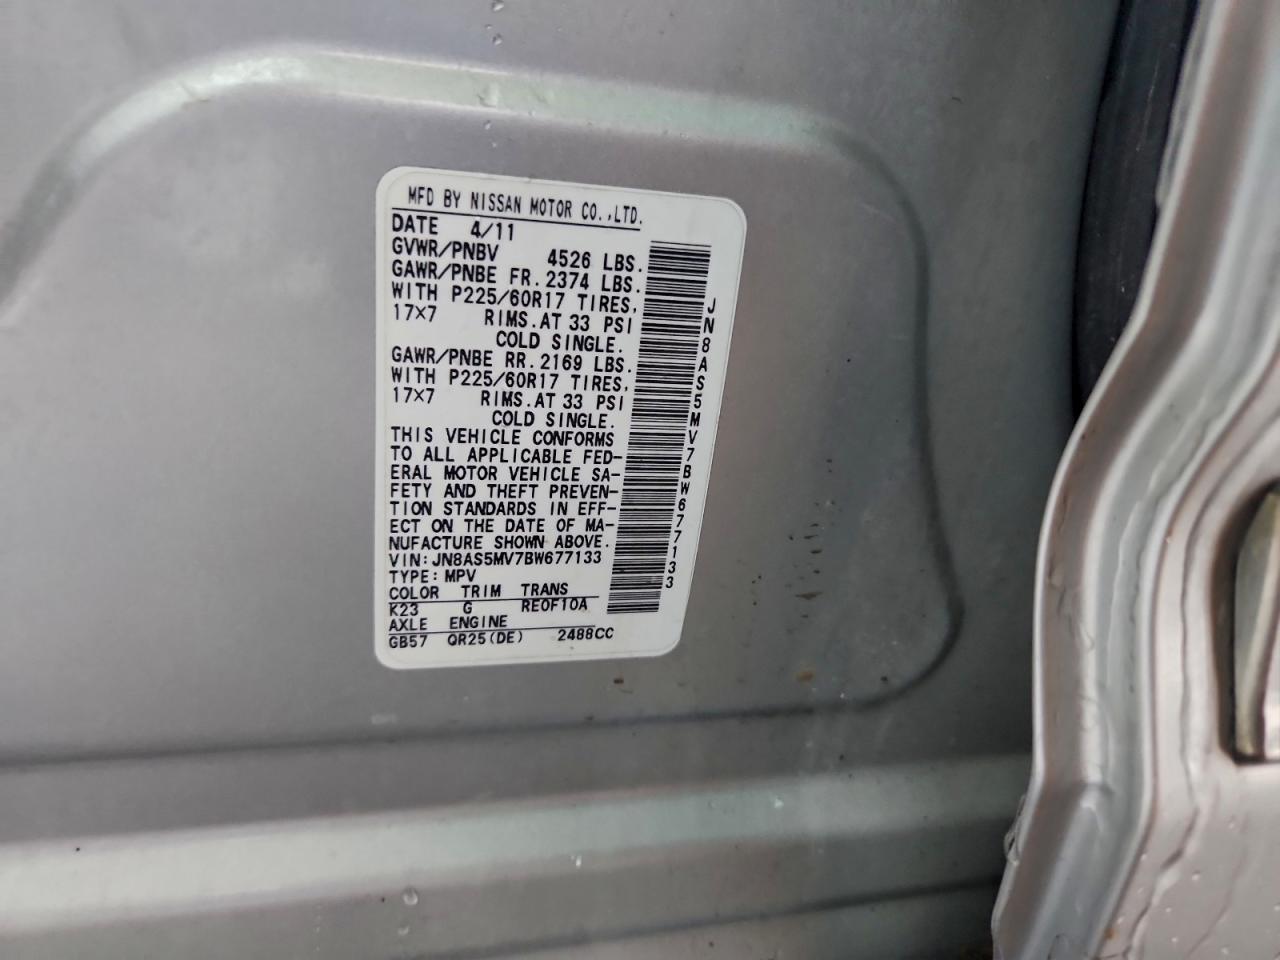 MFD BY NISSAN MOTOR CO.,LTD.
DATE 4/11
GVWR/PNBV 4526 LBS.
GAWR/PNBE FR. 2374 LBS.
WITH P225/60R17 TIRES,
17×7 RIMS. AT 33 PSI
COLD SINGLE.
GAWR/PNBE RR. 2169 LBS.
WITH P225/60R17 TIRES,
17×7 RIMS. AT 33 PSI
COLD SINGLE.
THIS VEHICLE CONFORMS
TO ALL APPLICABLE FED-
ERAL MOTOR VEHICLE SA-
FETY AND THEFT PREVEN-
TION STANDARDS IN EFF-
ECT ON THE DATE OF MA-
NUFACTURE SHOWN ABOVE.
VIN: JN8AS5MV7BW677133
TYPE: MPV
COLOR TRIM TRANS
K23 G RE0F10A
AXLE ENGINE
GB57 QR25(DE) 2488CC
JN8AS5MV7BW677133